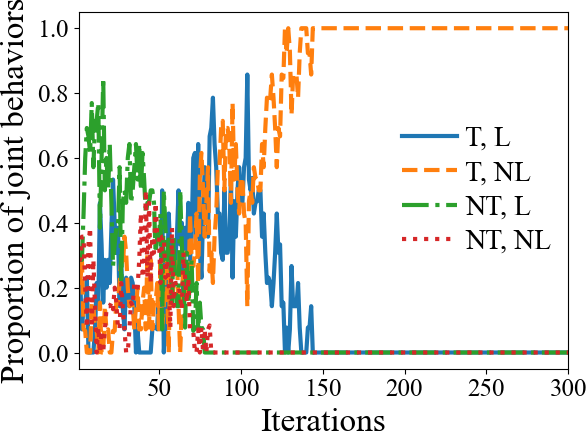 Proportion of joint behaviors
1.0
0.8
0.6
0.4
0.2
0.0
T, L
T, NL
NT, L
NT, NL
50 100 150 200 250 300
Iterations